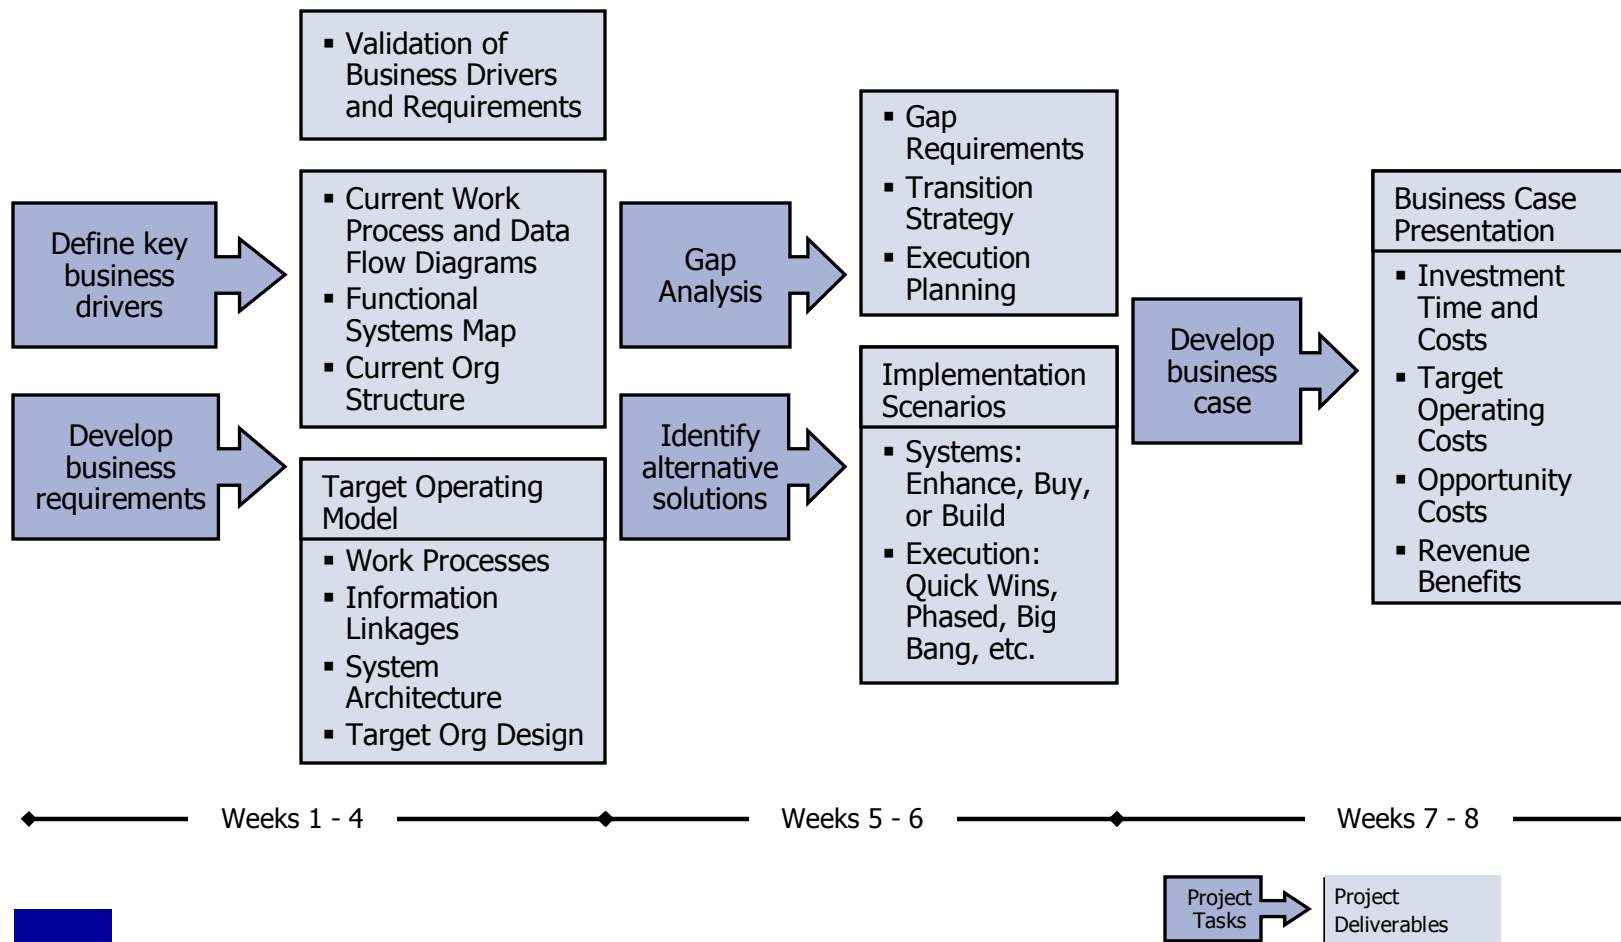 ▪ Validation of
Business Drivers
and Requirements
Define key
business
drivers
▪ Current Work
Process and Data
Flow Diagrams
▪ Functional
Systems Map
▪ Current Org
Structure
Develop
business
requirements
Target Operating
Model
▪ Work Processes
▪ Information
Linkages
▪ System
Architecture
▪ Target Org Design
Gap
Analysis
▪ Gap
Requirements
▪ Transition
Strategy
▪ Execution
Planning
Identify
alternative
solutions
Implementation
Scenarios
▪ Systems:
Enhance, Buy,
or Build
▪ Execution:
Quick Wins,
Phased, Big
Bang, etc.
Develop
business
case
Business Case
Presentation
▪ Investment
Time and
Costs
▪ Target
Operating
Costs
▪ Opportunity
Costs
▪ Revenue
Benefits
Weeks 1 - 4
Weeks 5 - 6
Weeks 7 - 8
Project
Tasks
Project
Deliverables